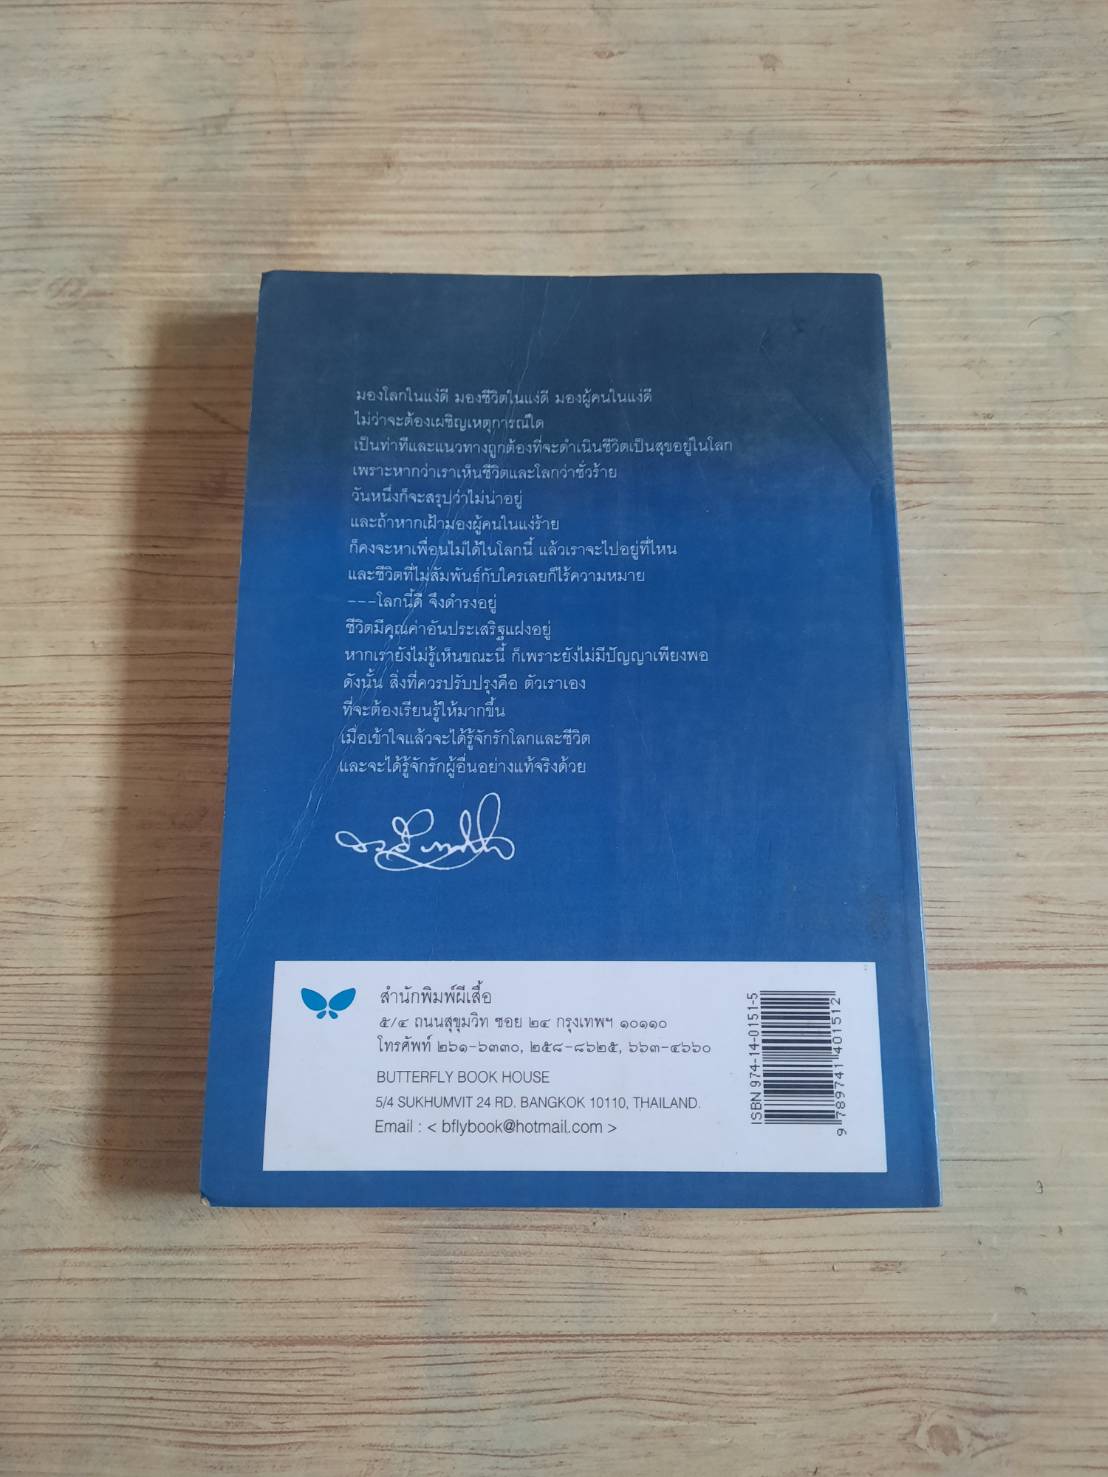 มองโลกในแง่ดี มองชีวิตในแง่ดี มองผู้คนในแง่ดี
ไม่ว่าจะต้องเผชิญเหตุการณ์ใด
เป็นท่าทีและแนวทางถูกต้องที่จะดำเนินชีวิตเป็นสุขอยู่ในโลก
เพราะหากว่าเราเห็นชีวิตและโลกว่าชั่วร้าย
วันหนึ่งก็จะสรุปว่าไม่น่าอยู่
และถ้าหากเฝ้ามองผู้คนในแง่ร้าย
ก็คงจะหาเพื่อนไม่ได้ในโลกนี้ แล้วเราจะไปอยู่ที่ไหน
และชีวิตที่ไม่สัมพันธ์กับใครเลยก็ไร้ความหมาย
---โลกนี้ดี จึงดำรงอยู่
ชีวิตมีคุณค่าอันประเสริฐแฝงอยู่
หากเรายังไม่รู้เห็นขณะนี้ ก็เพราะยังไม่มีปัญญาเพียงพอ
ดังนั้น สิ่งที่ควรปรับปรุงคือ ตัวเราเอง
ที่จะต้องเรียนรู้ให้มากขึ้น
เมื่อเข้าใจแล้วจะได้รู้จักรักโลกและชีวิต
และจะได้รู้จักรักผู้อื่นอย่างแท้จริงด้วย
สำนักพิมพ์ผีเสื้อ
๕/๔ ถนนสุขุมวิท ซอย ๒๔ กรุงเทพฯ ๑๐๑๑๐
โทรศัพท์ ๒๖๑-๖๓๓๐, ๒๕๘-๘๖๒๕, ๖๖๓-๔๖๖๐
BUTTERFLY BOOK HOUSE
5/4 SUKHUMVIT 24 RD. BANGKOK 10110, THAILAND.
Email : < bflybook@hotmail.com >
ISBN 974-14-0151-5
9 789741 401512